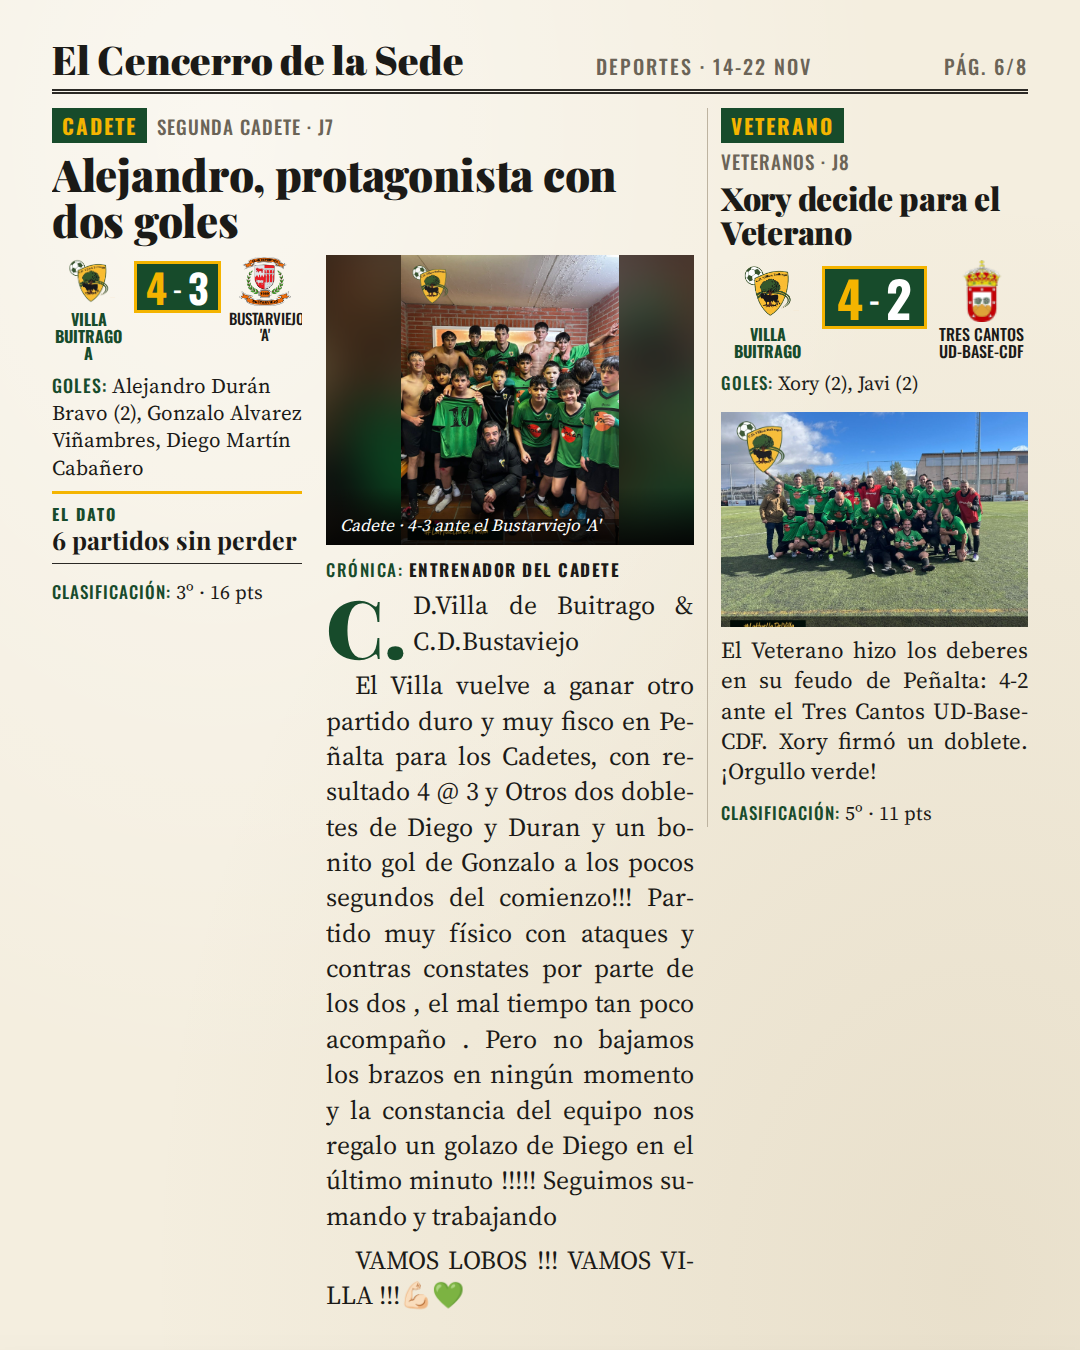 El Cencerro de la Sede
DEPORTES · 14-22 NOV
PÁG. 6/8
CADETE
SEGUNDA CADETE · J7
Alejandro, protagonista con
dos goles
4 - 3
VILLA
BUITRAGO
A
BUSTARVIEJO
'A'
GOLES: Alejandro Durán
Bravo (2), Gonzalo Alvarez
Viñambres, Diego Martín
Cabañero
EL DATO
6 partidos sin perder
CLASIFICACIÓN: 3º · 16 pts
10
Cadete · 4-3 ante el Bustarviejo 'A'
CRÓNICA: ENTRENADOR DEL CADETE
C. D.Villa de Buitrago &
C.D.Bustaviejo
El Villa vuelve a ganar otro
partido duro y muy fisco en Pe-
ñalta para los Cadetes, con re-
sultado 4 @ 3 y Otros dos doble-
tes de Diego y Duran y un bo-
nito gol de Gonzalo a los pocos
segundos del comienzo!!! Par-
tido muy físico con ataques y
contras constates por parte de
los dos , el mal tiempo tan poco
acompaño . Pero no bajamos
los brazos en ningún momento
y la constancia del equipo nos
regalo un golazo de Diego en el
último minuto !!!!! Seguimos su-
mando y trabajando
VAMOS LOBOS !!! VAMOS VI-
LLA !!!💪🏻💚
VETERANO
VETERANOS · J8
Xory decide para el
Veterano
4 - 2
VILLA
BUITRAGO
TRES CANTOS
UD-BASE-CDF
GOLES: Xory (2), Javi (2)
El Veterano hizo los deberes
en su feudo de Peñalta: 4-2
ante el Tres Cantos UD-Base-
CDF. Xory firmó un doblete.
¡Orgullo verde!
CLASIFICACIÓN: 5º · 11 pts